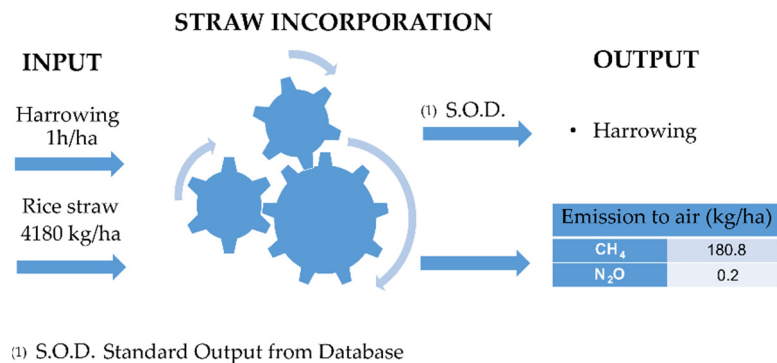 STRAW INCORPORATION
INPUT
Harrowing
1h/ha
Rice straw
4180 kg/ha
OUTPUT
(1) S.O.D.
• Harrowing
Emission to air (kg/ha)
CH₄ 180.8
N₂O 0.2
(1) S.O.D. Standard Output from Database